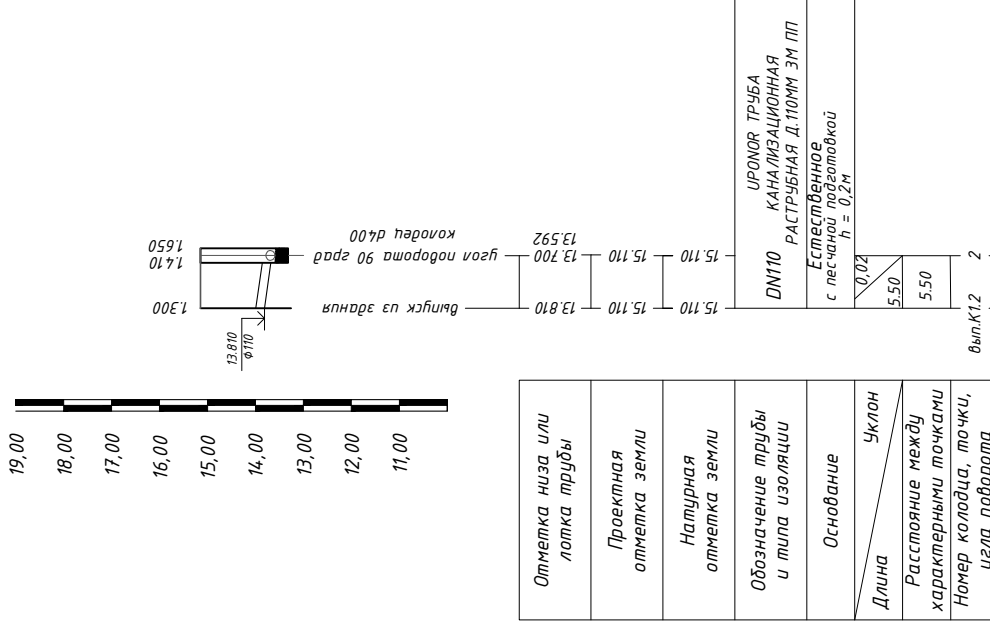 19,00
18,00
17,00
16,00
15,00
14,00
13,00
12,00
11,00
1.300
1.410
1.650
13.810
ф110
выпуск из здания
угол поворота 90 град
колодец d400
Отметка низа или
лотка трубы
13.810
13.700
13.592
Проектная
отметка земли
15.110
15.110
Натурная
отметка земли
15.110
15.110
Обозначение трубы
и типа изоляции
DN110
UPONOR ТРУБА
КАНАЛИЗАЦИОННАЯ
РАСТРУБНАЯ Д.110ММ 3М ПП
Основание
Естественное
с песчаной подготовкой
h = 0,2м
Длина
Уклон
5.50
0,02
Расстояние между
характерными точками
5.50
Номер колодца, точки,
угла поворота
Вып.К1.2
2